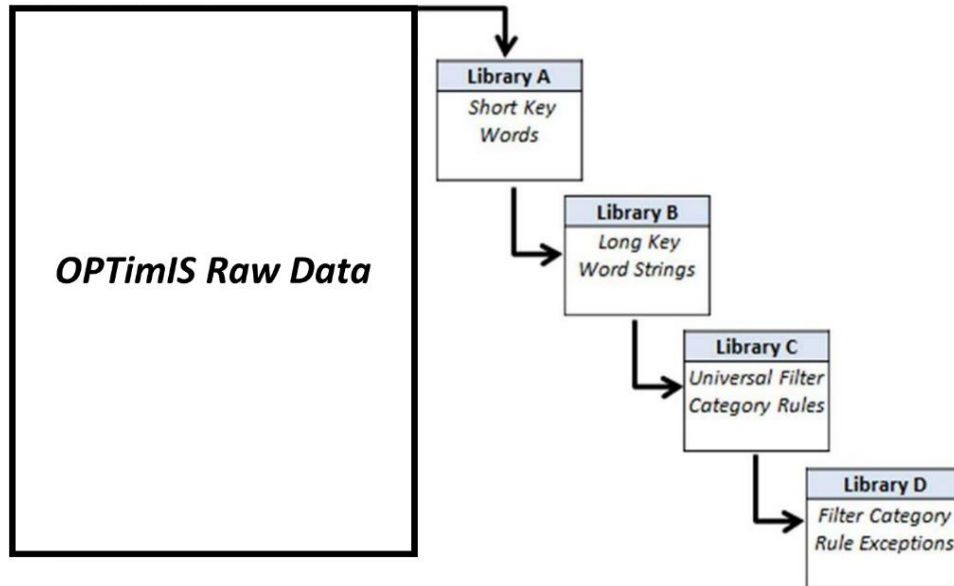 OPTimIS Raw Data
Library A
Short Key
Words
Library B
Long Key
Word Strings
Library C
Universal Filter
Category Rules
Library D
Filter Category
Rule Exceptions